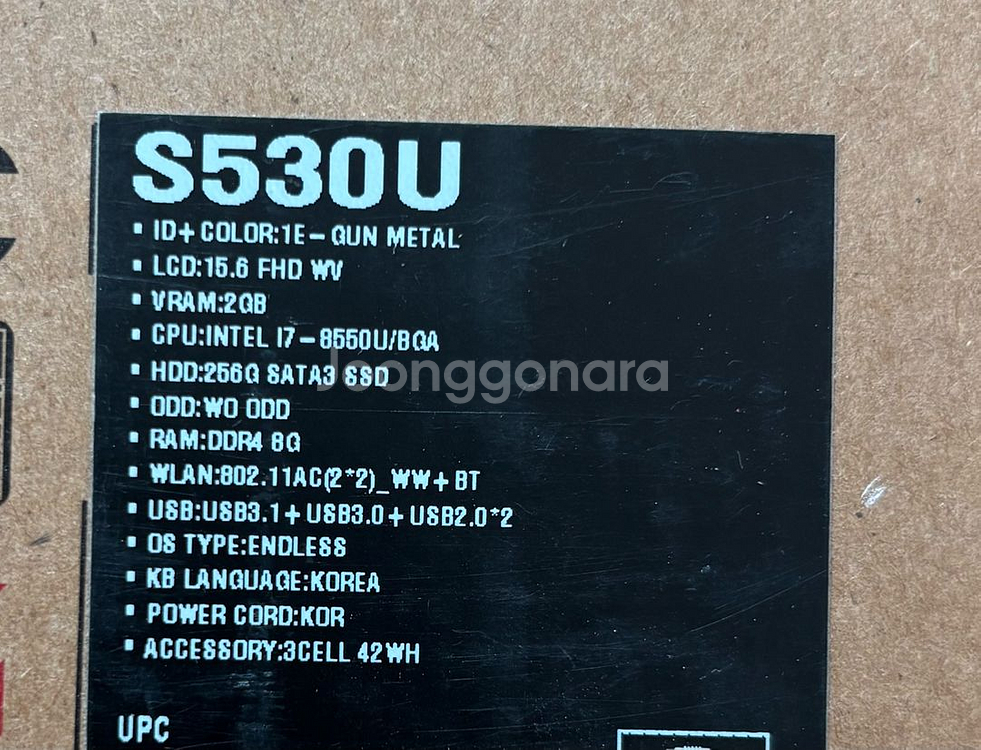 S530U
▪ ID+COLOR:1E-GUN METAL
▪ LCD:15.6 FHD WV
▪ VRAM:2GB
▪ CPU:INTEL I7-8550U/BGA
▪ HDD:256G SATA3 SSD
Joonggonara
▪ ODD:WO ODD
▪ RAM:DDR4 8G
▪ WLAN:802.11AC(2*2)_WW+BT
▪ USB:USB3.1+USB3.0+USB2.0*2
▪ OS TYPE:ENDLESS
▪ KB LANGUAGE:KOREA
▪ POWER CORD:KOR
▪ ACCESSORY:3CELL 42WH
UPC